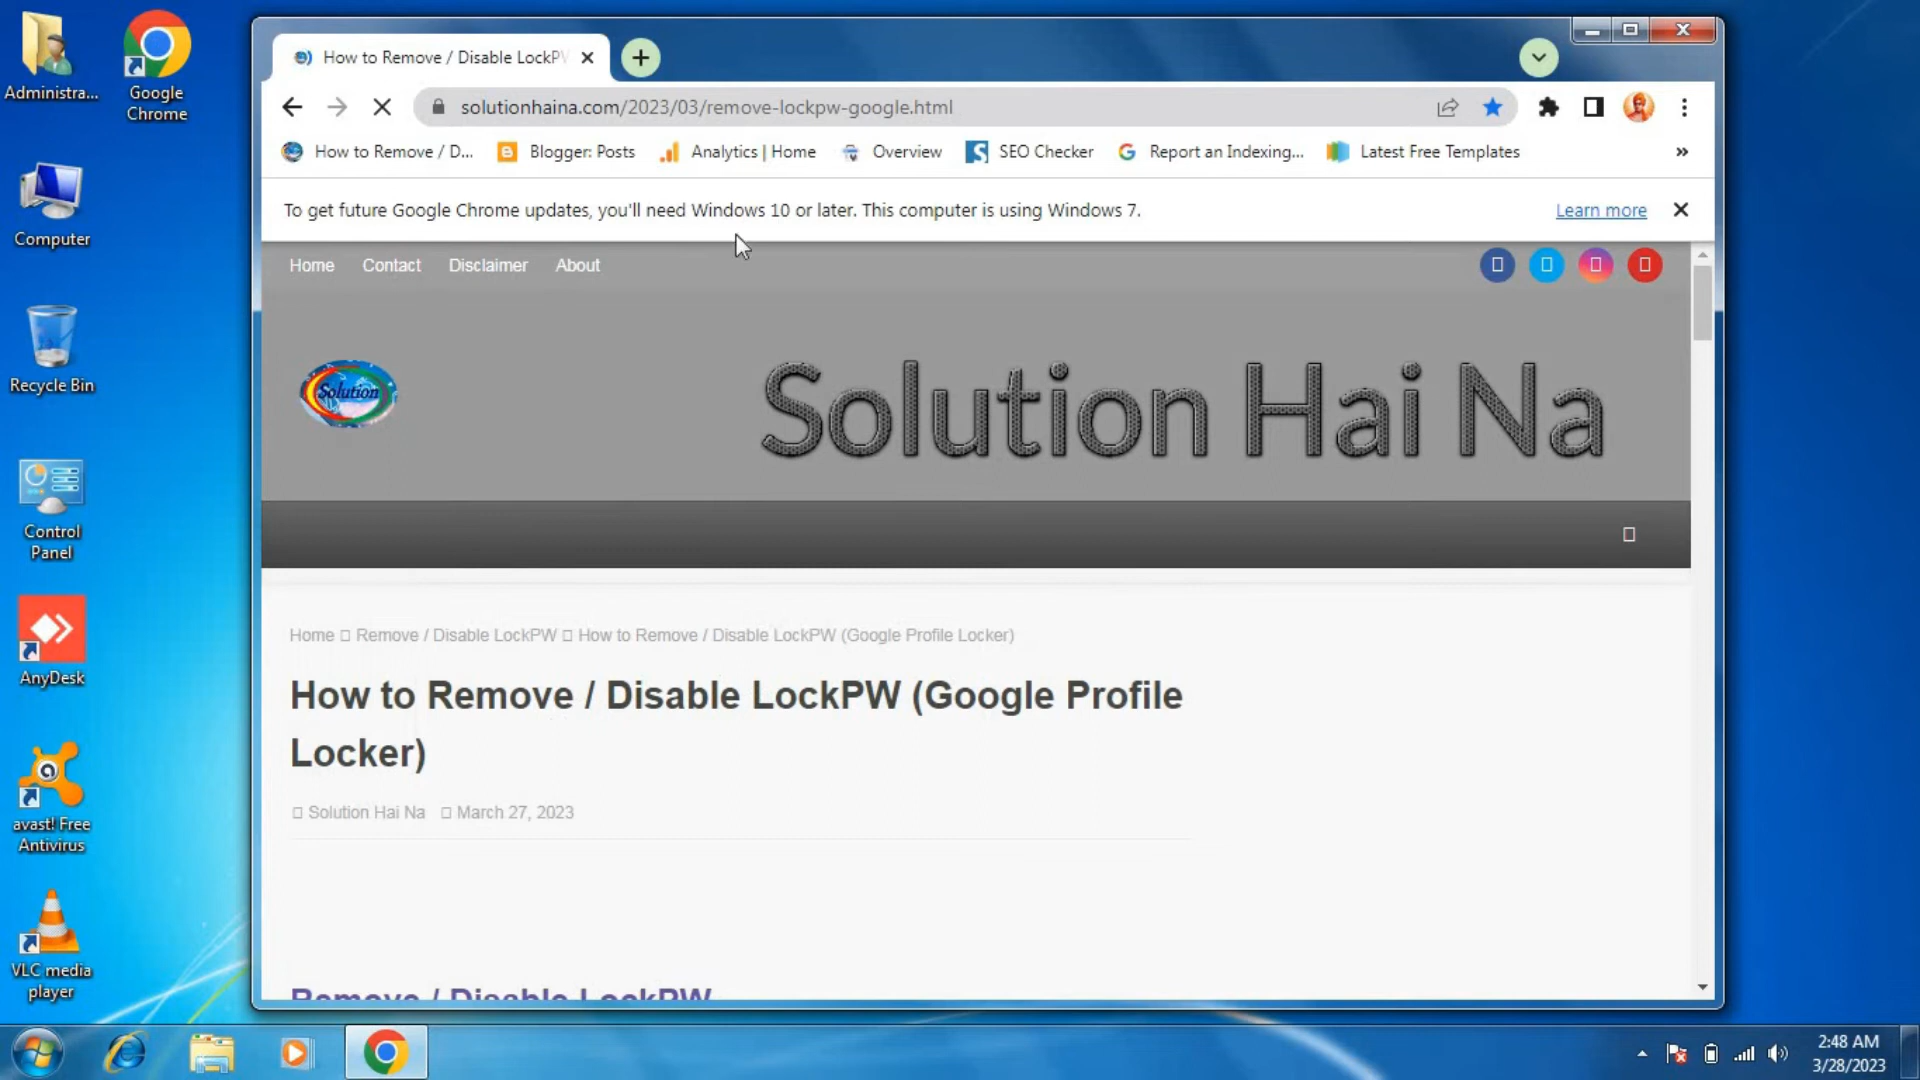 Administra...
Google
Chrome
Computer
Recycle Bin
Control
Panel
AnyDesk
avast! Free
Antivirus
VLC media
player
How to Remove / Disable LockPW
solutionhaina.com/2023/03/remove-lockpw-google.html
How to Remove / D...
Blogger: Posts
Analytics | Home
Overview
SEO Checker
Report an Indexing...
Latest Free Templates
»
To get future Google Chrome updates, you'll need Windows 10 or later. This computer is using Windows 7.
Learn more
Home Contact Disclaimer About
Solution
Solution Hai Na
Home Remove / Disable LockPW How to Remove / Disable LockPW (Google Profile Locker)
How to Remove / Disable LockPW (Google Profile
Locker)
Solution Hai Na March 27, 2023
Remove / Disable LockPW
2:48 AM
3/28/2023